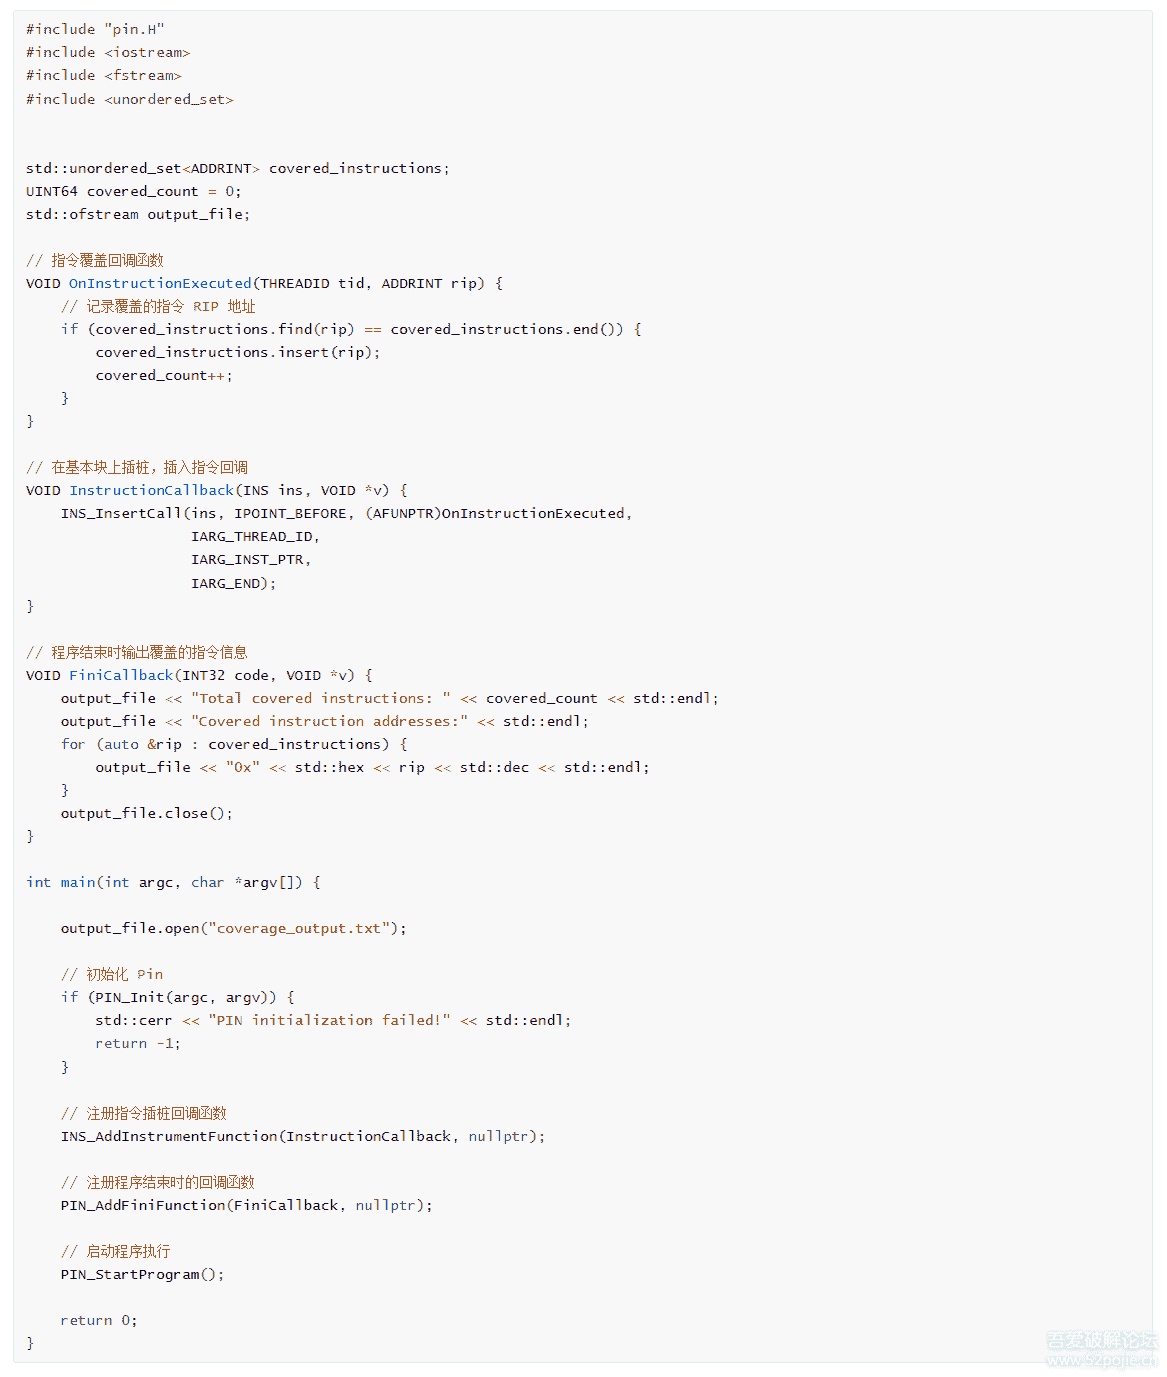 #include "pin.H"
#include <iostream>
#include <fstream>
#include <unordered_set>
std::unordered_set<ADDRINT> covered_instructions;
UINT64 covered_count = 0;
std::ofstream output_file;
// 指令覆盖回调函数
VOID OnInstructionExecuted(THREADID tid, ADDRINT rip) {
    // 记录覆盖的指令 RIP 地址
    if (covered_instructions.find(rip) == covered_instructions.end()) {
        covered_instructions.insert(rip);
        covered_count++;
    }
}
// 在基本块上插桩，插入指令回调
VOID InstructionCallback(INS ins, VOID *v) {
    INS_InsertCall(ins, IPOINT_BEFORE, (AFUNPTR)OnInstructionExecuted,
                   IARG_THREAD_ID,
                   IARG_INST_PTR,
                   IARG_END);
}
// 程序结束时输出覆盖的指令信息
VOID FiniCallback(INT32 code, VOID *v) {
    output_file << "Total covered instructions: " << covered_count << std::endl;
    output_file << "Covered instruction addresses:" << std::endl;
    for (auto &rip : covered_instructions) {
        output_file << "0x" << std::hex << rip << std::dec << std::endl;
    }
    output_file.close();
}
int main(int argc, char *argv[]) {
    output_file.open("coverage_output.txt");
    // 初始化 Pin
    if (PIN_Init(argc, argv)) {
        std::cerr << "PIN initialization failed!" << std::endl;
        return -1;
    }
    // 注册指令插桩回调函数
    INS_AddInstrumentFunction(InstructionCallback, nullptr);
    // 注册程序结束时的回调函数
    PIN_AddFiniFunction(FiniCallback, nullptr);
    // 启动程序执行
    PIN_StartProgram();
    return 0;
}
吾爱破解论坛
www.52pojie.cn